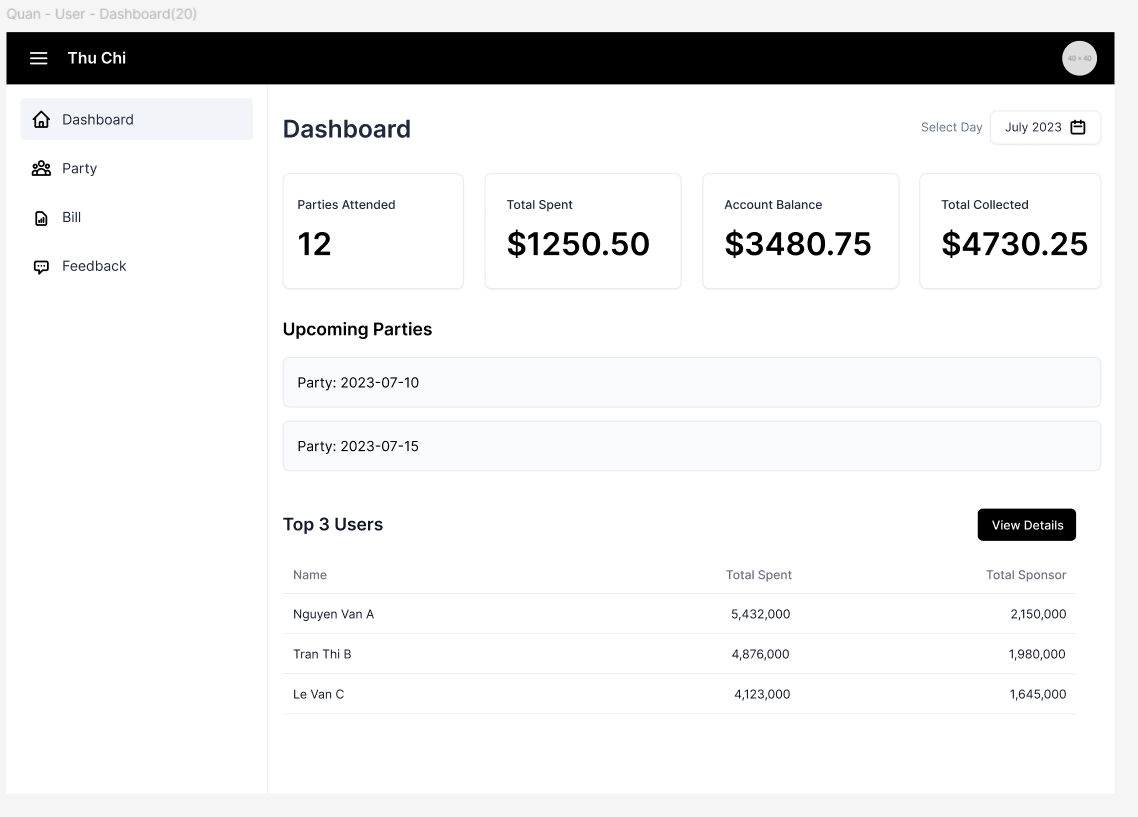 Quan - User - Dashboard(20)
Thu Chi
40 × 40
Dashboard
Party
Bill
Feedback
Dashboard
Select Day
July 2023
Parties Attended
12
Total Spent
$1250.50
Account Balance
$3480.75
Total Collected
$4730.25
Upcoming Parties
Party: 2023-07-10
Party: 2023-07-15
Top 3 Users
View Details
Name Total Spent Total Sponsor
Nguyen Van A 5,432,000 2,150,000
Tran Thi B 4,876,000 1,980,000
Le Van C 4,123,000 1,645,000